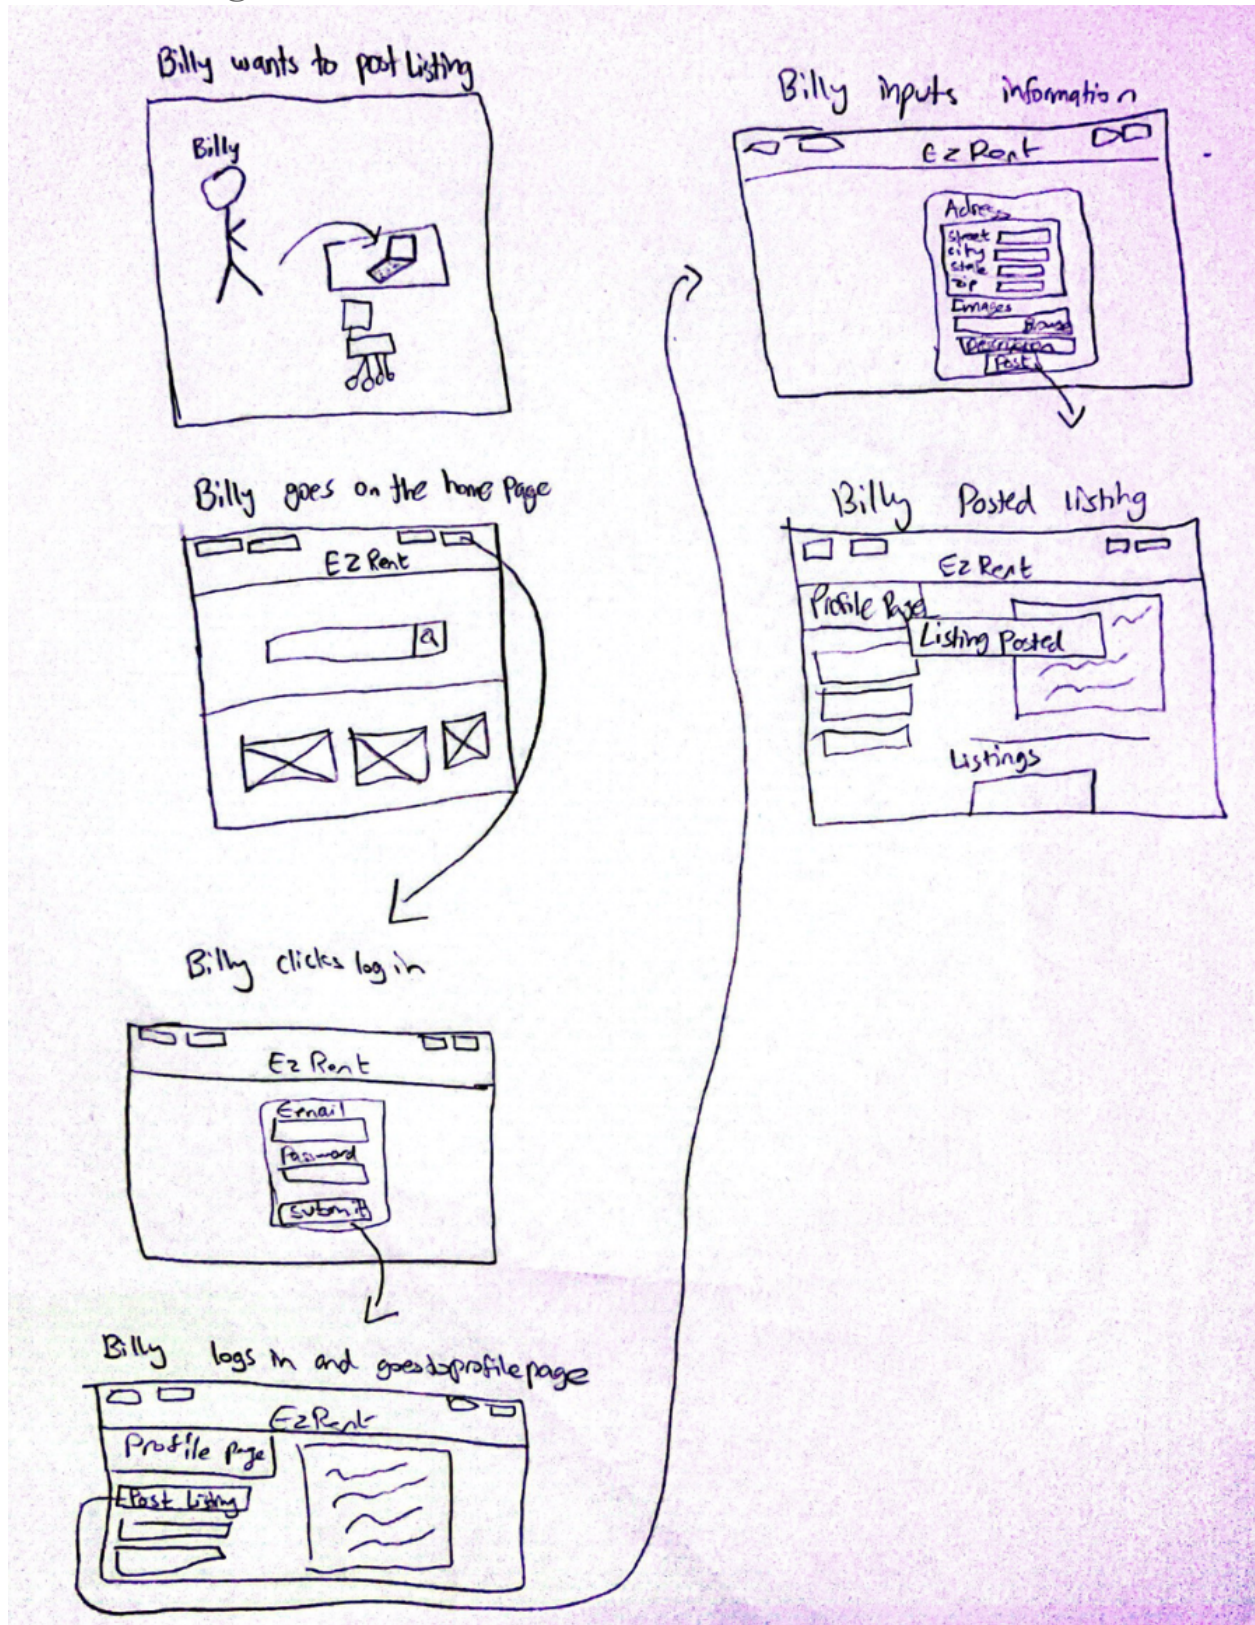 Billy wants to post Listing
Billy
Billy goes on the home page
EZ Rent
Billy clicks log in
Ez Rent
Email
Password
submit
Billy logs in and goes to profile page
EzRent
Profile Page
Post Listing
Billy inputs information
Ez Rent
Adress
street
city
state
zip
Images
Browse
Description
Post
Billy Posted listing
EZ Rent
Profile Page
Listing Posted
Listings